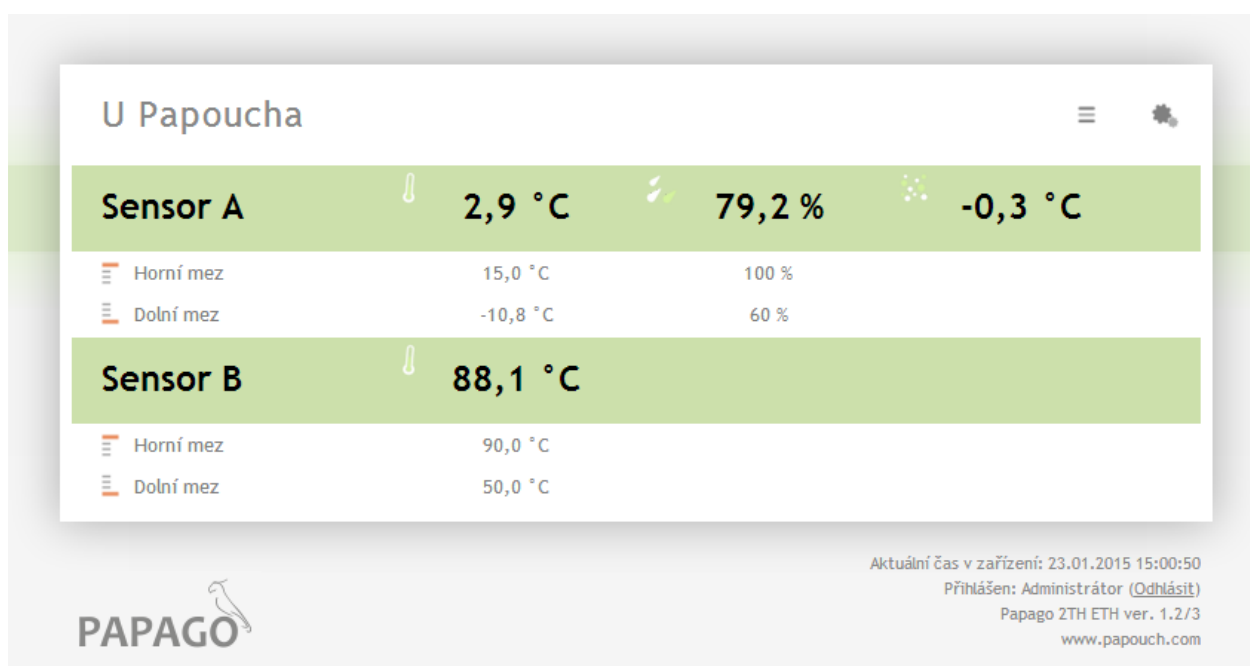 U Papoucha
Sensor A 2,9 °C 79,2 % -0,3 °C
Horní mez 15,0 °C 100 %
Dolní mez -10,8 °C 60 %
Sensor B 88,1 °C
Horní mez 90,0 °C
Dolní mez 50,0 °C
Aktuální čas v zařízení: 23.01.2015 15:00:50
Přihlášen: Administrátor (Odhlásit)
Papago 2TH ETH ver. 1.2/3
www.papouch.com
PAPAGO